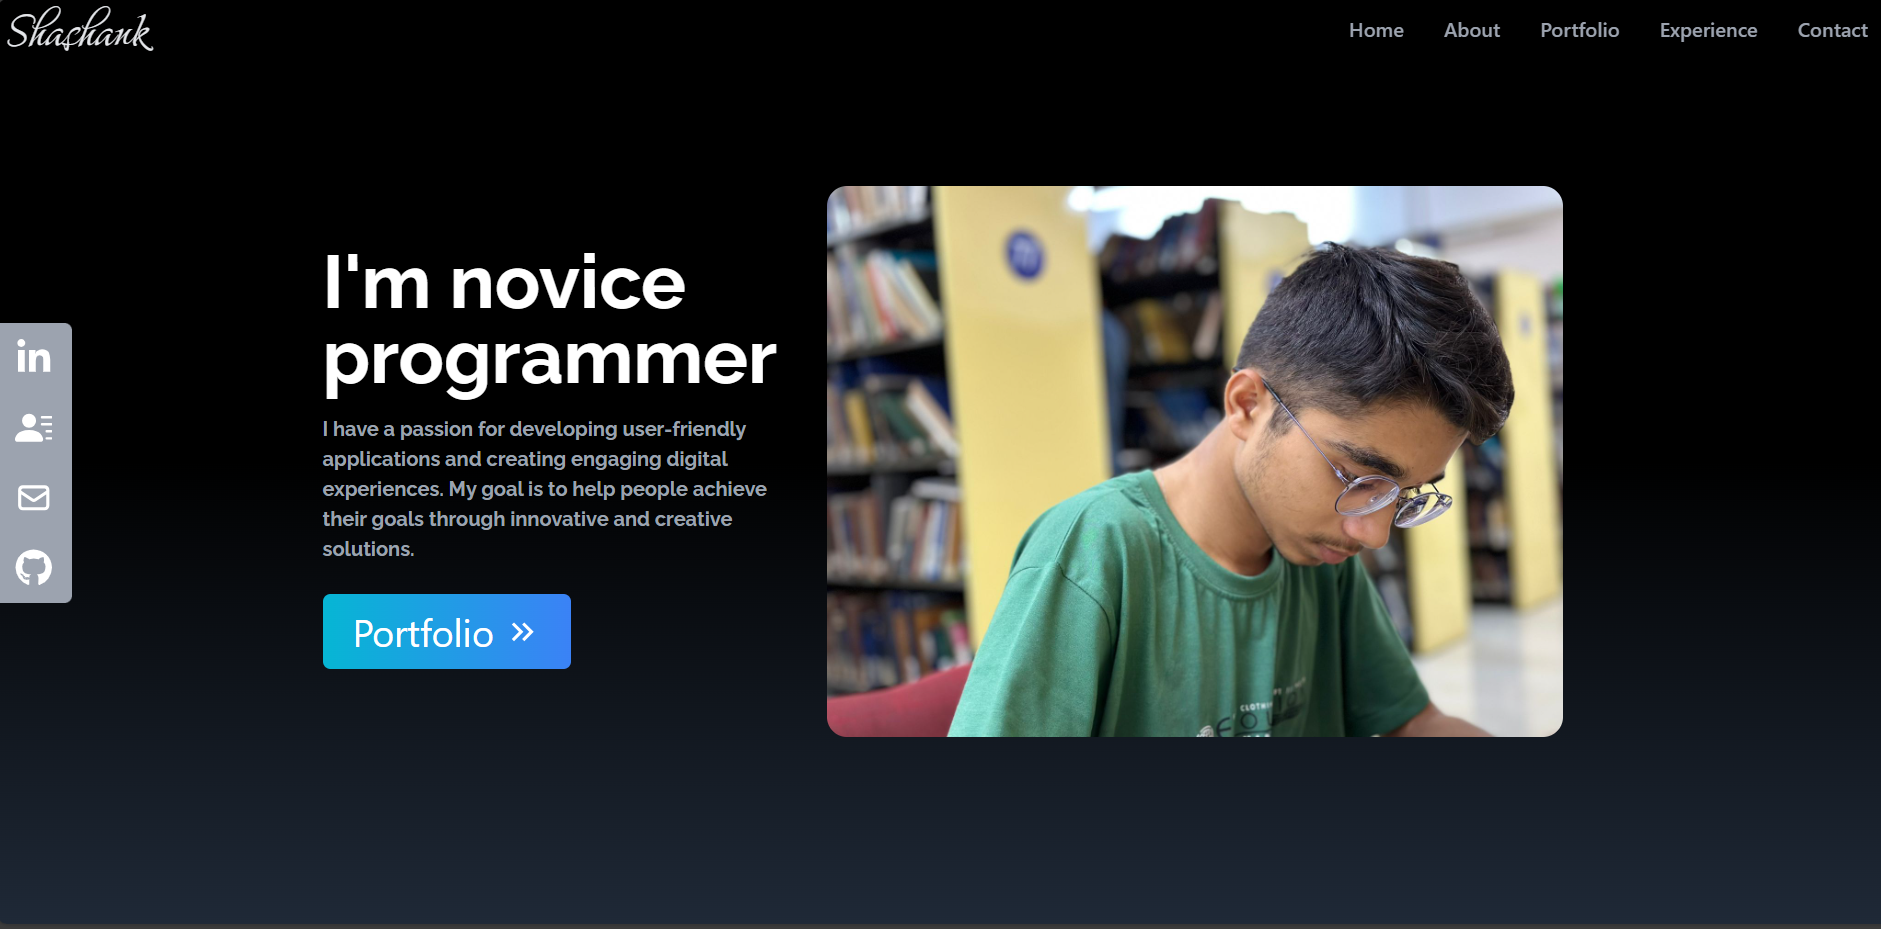 Shashank
Home About Portfolio Experience Contact
I'm novice
programmer
I have a passion for developing user-friendly
applications and creating engaging digital
experiences. My goal is to help people achieve
their goals through innovative and creative
solutions.
Portfolio
in